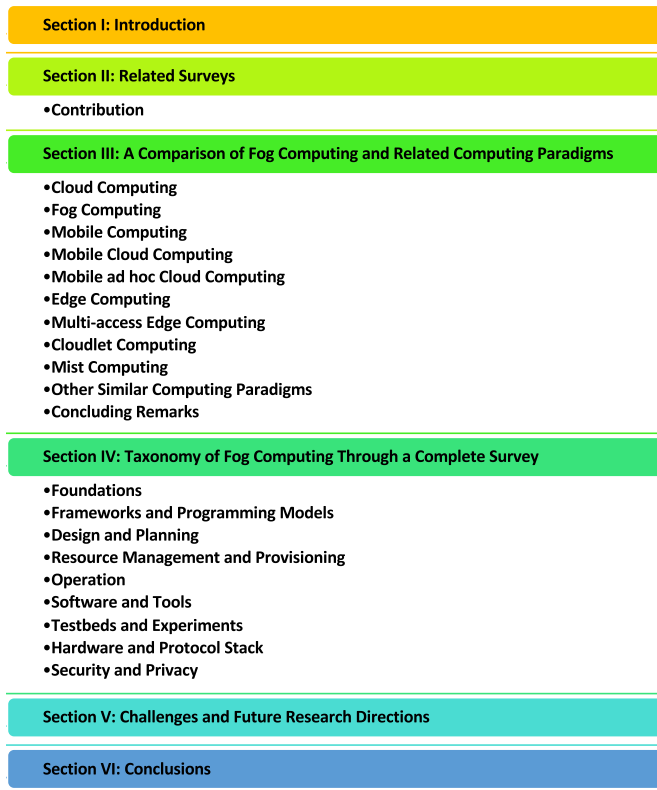 Section I: Introduction
Section II: Related Surveys
•Contribution
Section III: A Comparison of Fog Computing and Related Computing Paradigms
•Cloud Computing
•Fog Computing
•Mobile Computing
•Mobile Cloud Computing
•Mobile ad hoc Cloud Computing
•Edge Computing
•Multi-access Edge Computing
•Cloudlet Computing
•Mist Computing
•Other Similar Computing Paradigms
•Concluding Remarks
Section IV: Taxonomy of Fog Computing Through a Complete Survey
•Foundations
•Frameworks and Programming Models
•Design and Planning
•Resource Management and Provisioning
•Operation
•Software and Tools
•Testbeds and Experiments
•Hardware and Protocol Stack
•Security and Privacy
Section V: Challenges and Future Research Directions
Section VI: Conclusions